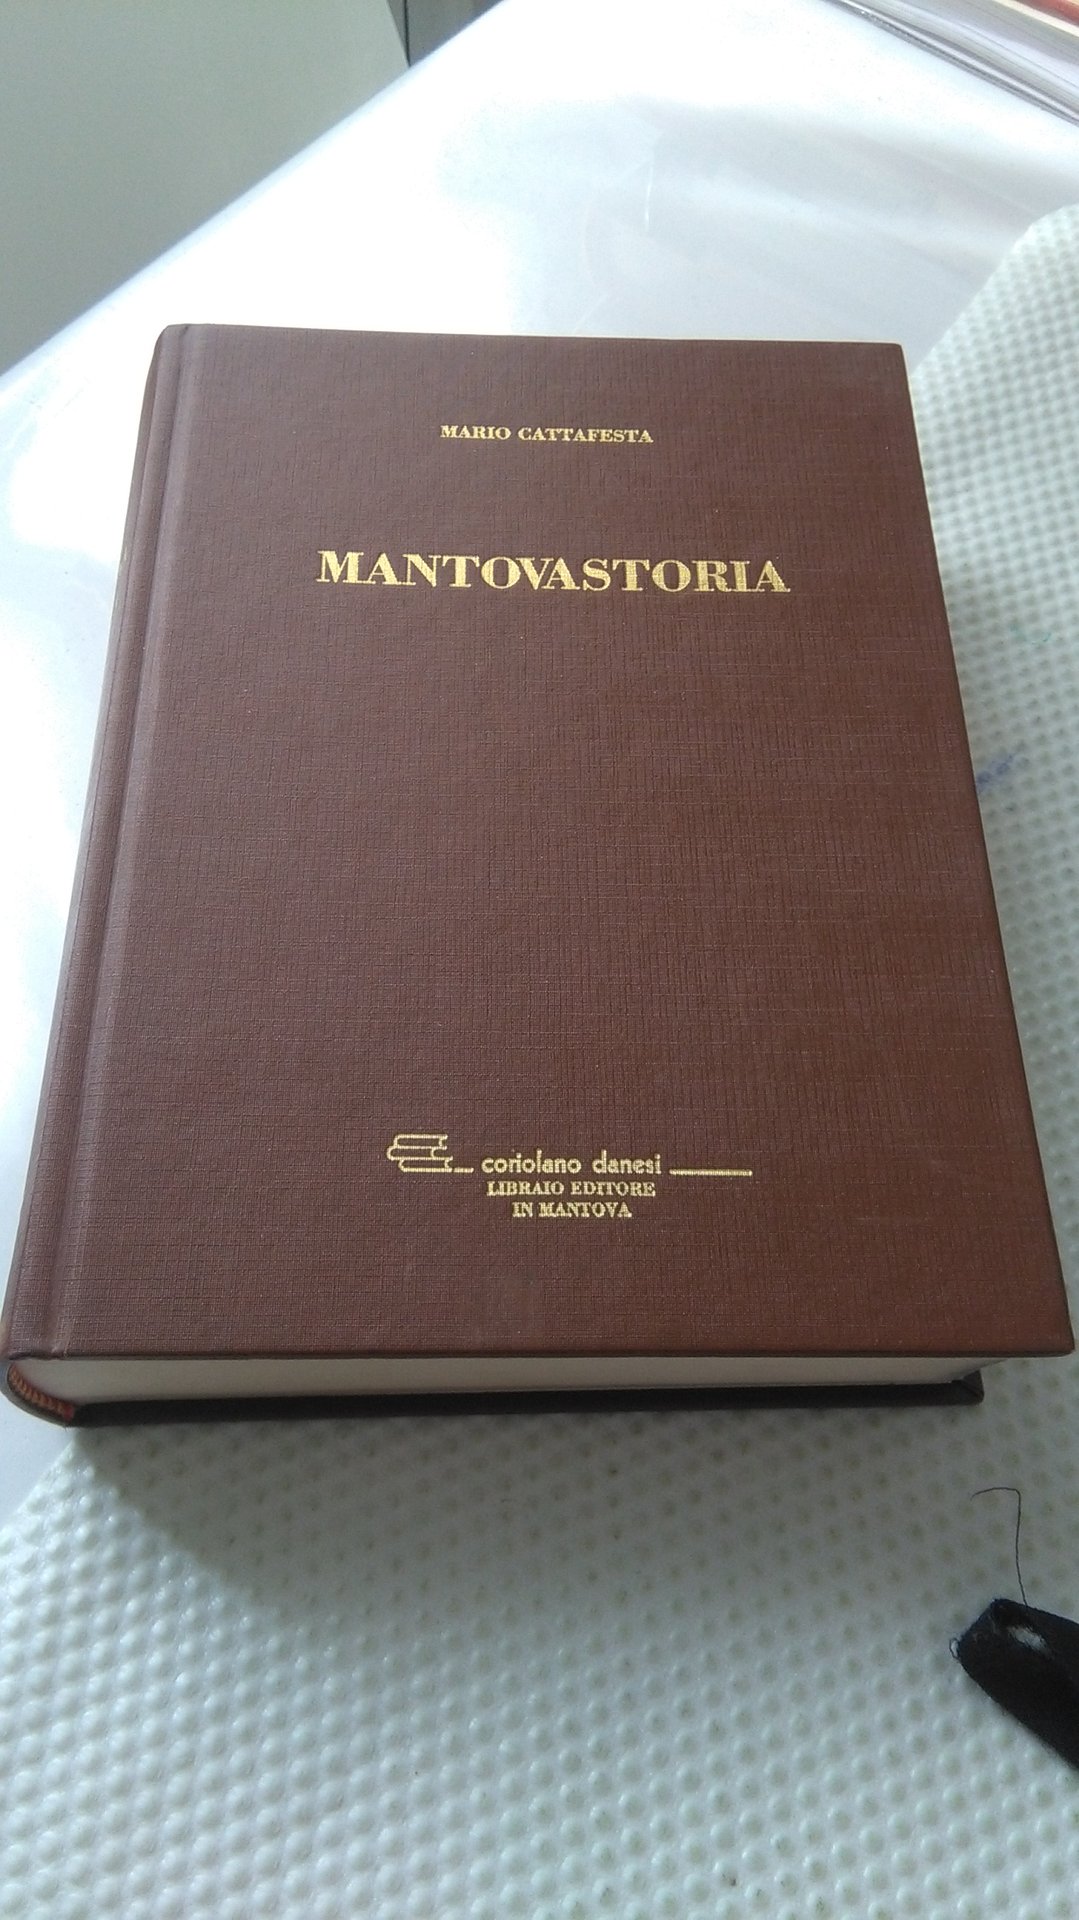 MARIO CATTAFESTA
MANTOVASTORIA
coriolano danesi
LIBRAIO EDITORE
IN MANTOVA